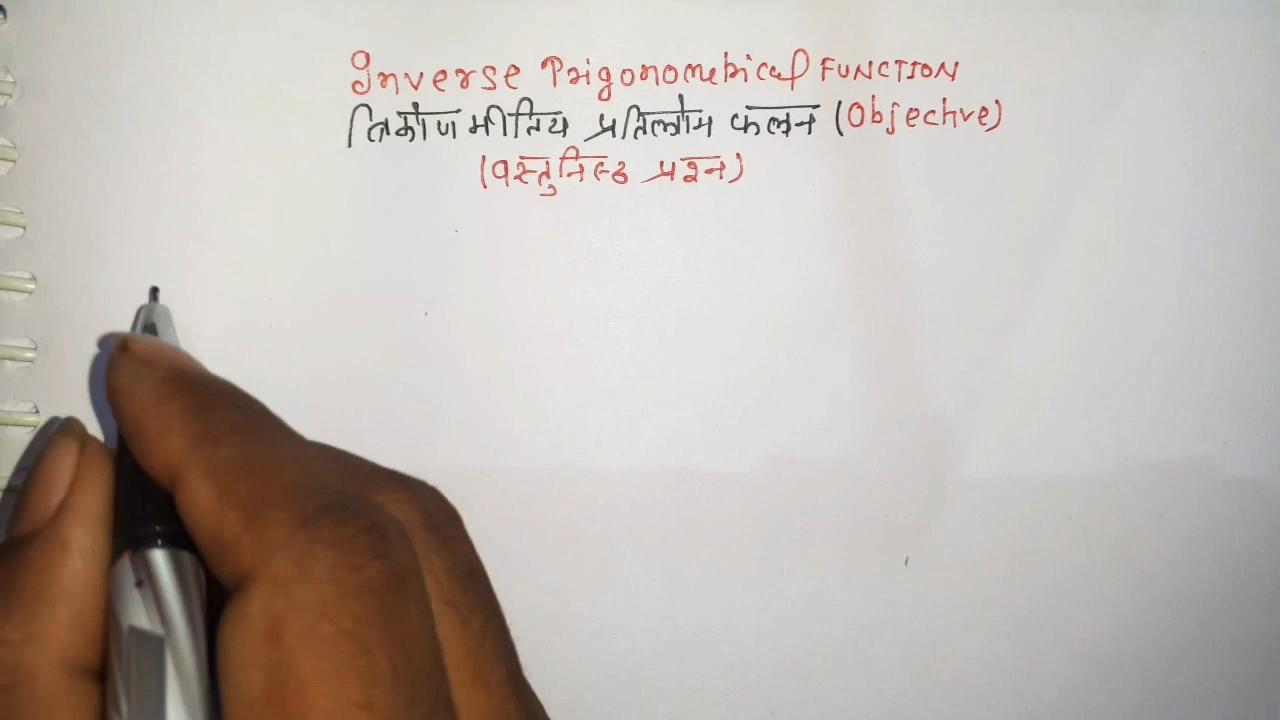 Inverse Trigonometrical FUNCTION
त्रिकोणमीतिय प्रतिलोम फलन (Objective)
(वस्तुनिष्ठ प्रश्न)